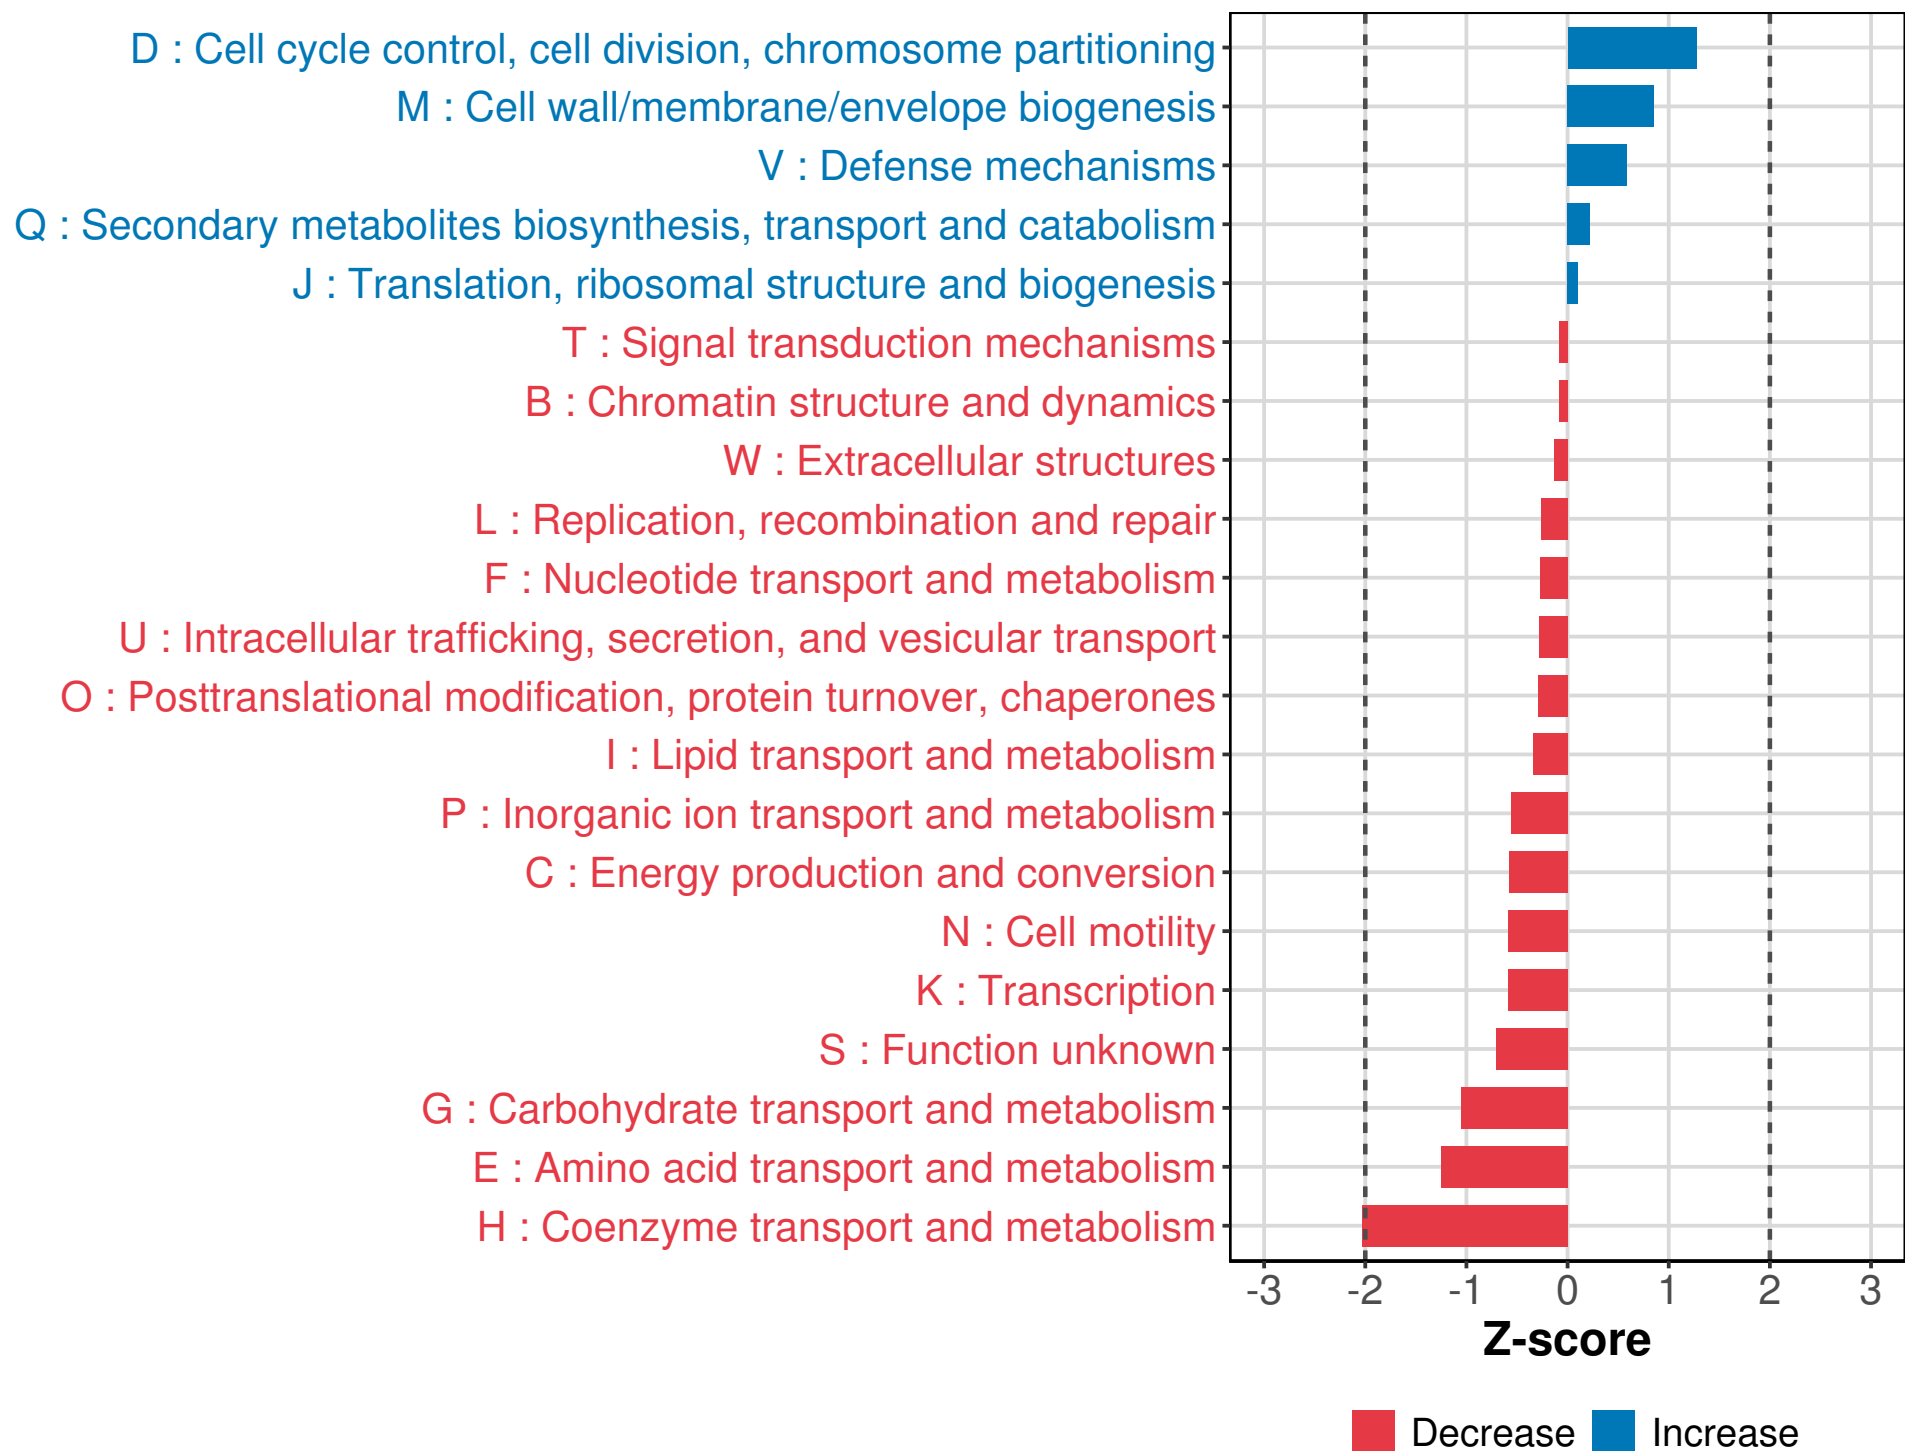 D : Cell cycle control, cell division, chromosome partitioning
M : Cell wall/membrane/envelope biogenesis
V : Defense mechanisms
Q : Secondary metabolites biosynthesis, transport and catabolism
J : Translation, ribosomal structure and biogenesis
T : Signal transduction mechanisms
B : Chromatin structure and dynamics
W : Extracellular structures
L : Replication, recombination and repair
F : Nucleotide transport and metabolism
U : Intracellular trafficking, secretion, and vesicular transport
O : Posttranslational modification, protein turnover, chaperones
I : Lipid transport and metabolism
P : Inorganic ion transport and metabolism
C : Energy production and conversion
N : Cell motility
K : Transcription
S : Function unknown
G : Carbohydrate transport and metabolism
E : Amino acid transport and metabolism
H : Coenzyme transport and metabolism
-3 -2 -1 0 1 2 3
Z-score
Decrease Increase